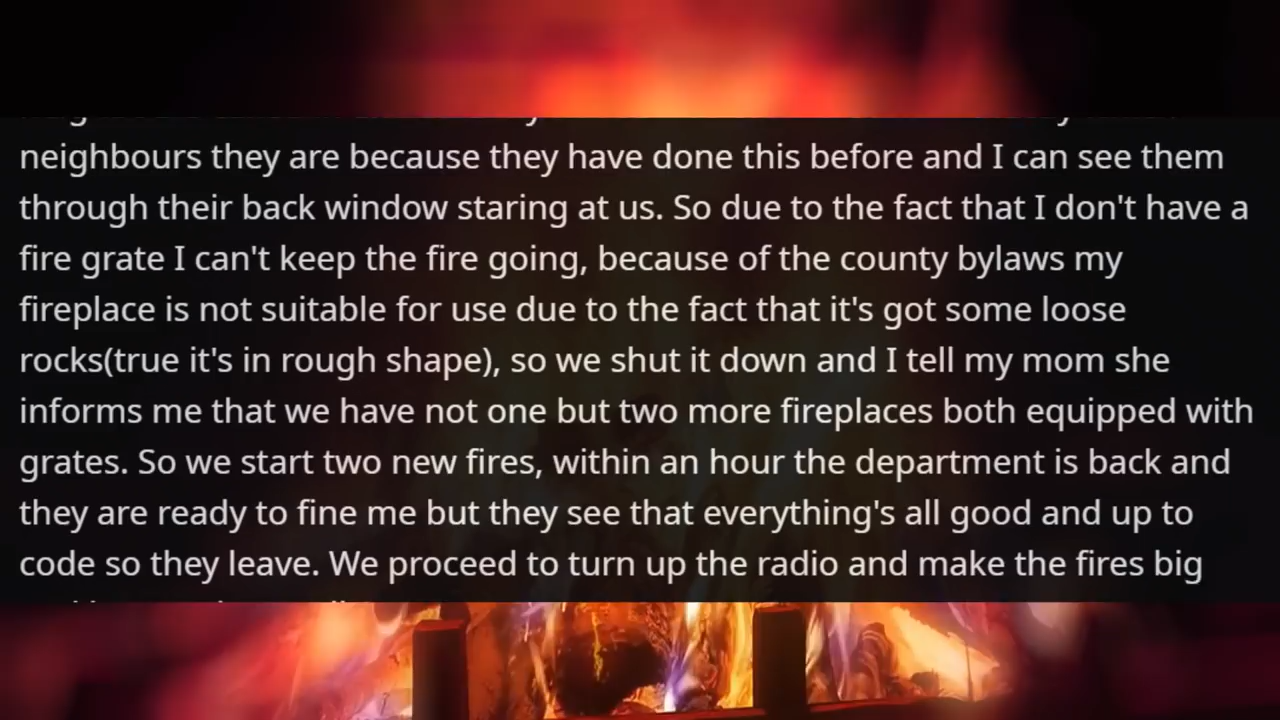 neighbours they are because they have done this before and I can see them
through their back window staring at us. So due to the fact that I don't have a
fire grate I can't keep the fire going, because of the county bylaws my
fireplace is not suitable for use due to the fact that it's got some loose
rocks(true it's in rough shape), so we shut it down and I tell my mom she
informs me that we have not one but two more fireplaces both equipped with
grates. So we start two new fires, within an hour the department is back and
they are ready to fine me but they see that everything's all good and up to
code so they leave. We proceed to turn up the radio and make the fires big